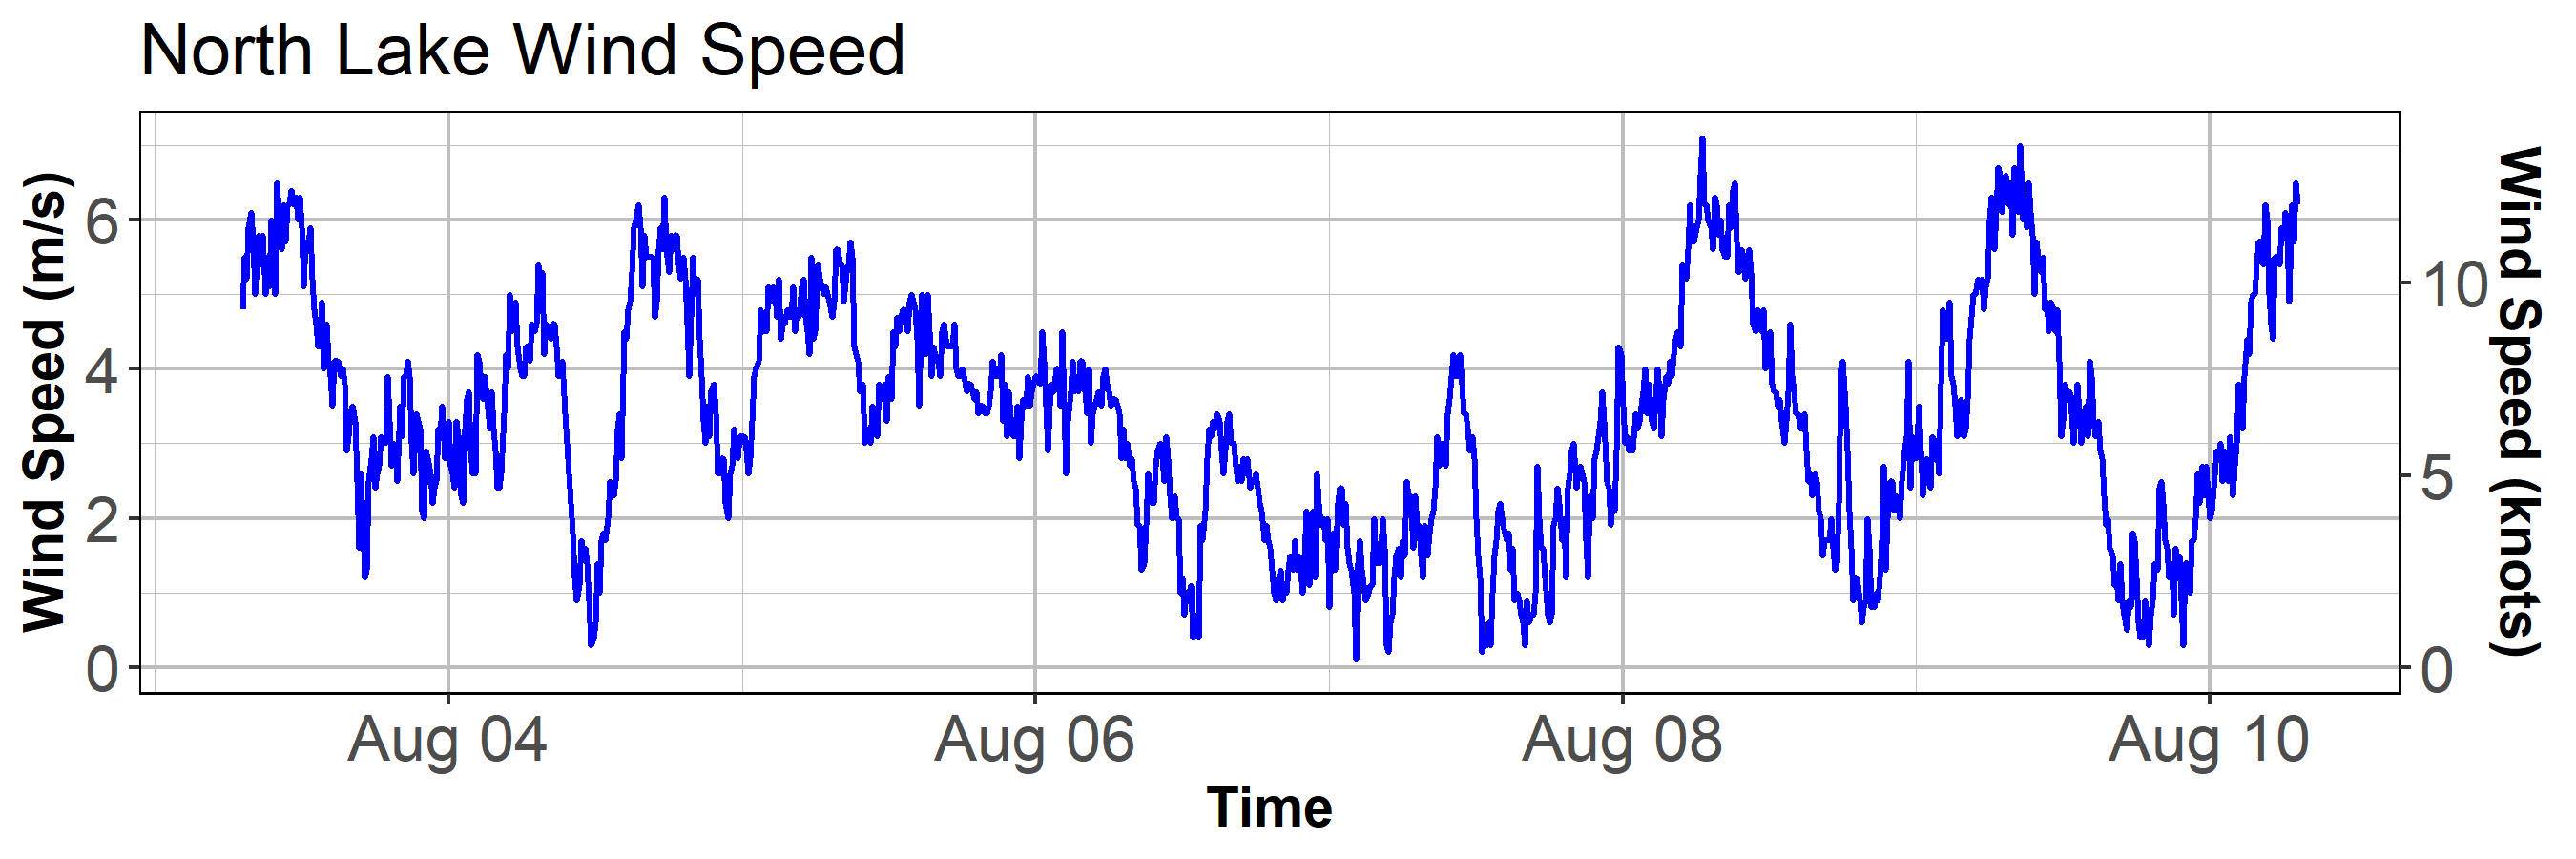 North Lake Wind Speed
Wind Speed (m/s)
6
4
2
0
10
5
0
Wind Speed (knots)
Aug 04 Aug 06 Aug 08 Aug 10
Time